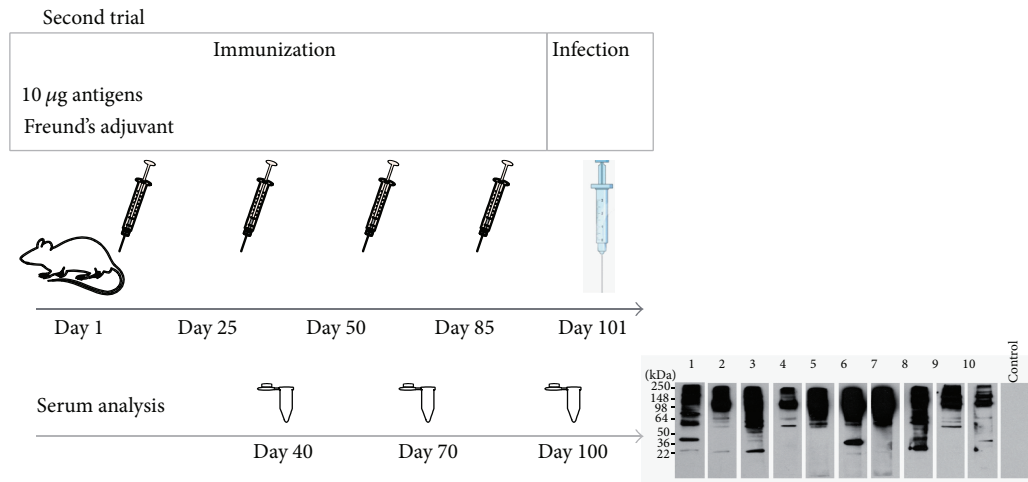 Second trial
Immunization Infection
10 μg antigens
Freund's adjuvant
Day 1 Day 25 Day 50 Day 85 Day 101
Serum analysis
Day 40 Day 70 Day 100
1 2 3 4 5 6 7 8 9 10 Control
(kDa)
250
148
98
64
50
36
22